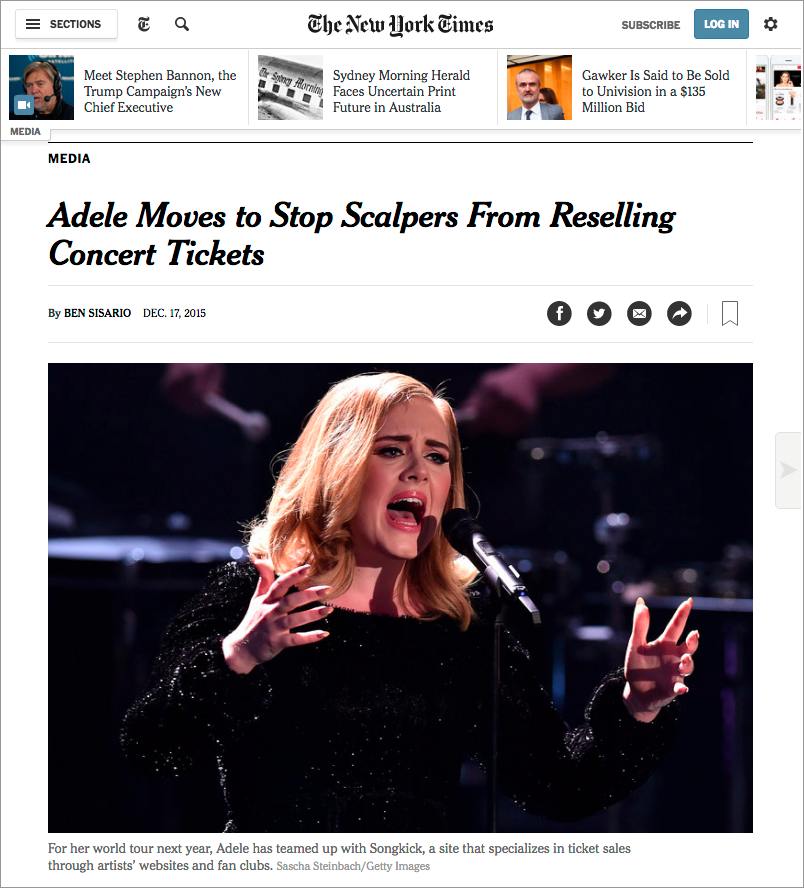 SECTIONS
The New York Times
SUBSCRIBE
LOG IN
Meet Stephen Bannon, the
Trump Campaign's New
Chief Executive
The Sydney Morning
Sydney Morning Herald
Faces Uncertain Print
Future in Australia
Gawker Is Said to Be Sold
to Univision in a $135
Million Bid
MEDIA
MEDIA
Adele Moves to Stop Scalpers From Reselling
Concert Tickets
By BEN SISARIO DEC. 17, 2015
For her world tour next year, Adele has teamed up with Songkick, a site that specializes in ticket sales
through artists' websites and fan clubs. Sascha Steinbach/Getty Images